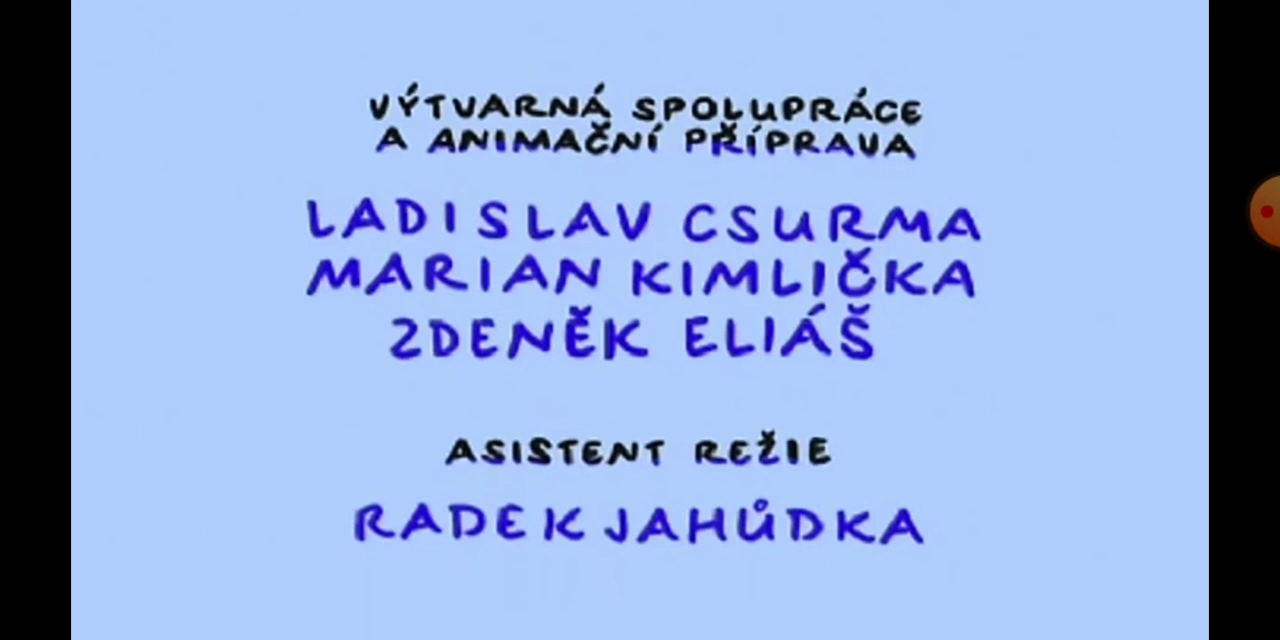 VÝTVARNÁ SPOLUPRÁCE
A ANIMAČNÍ PŘÍPRAVA
LADISLAV CSURMA
MARIAN KIMLIČKA
ZDENĚK ELIÁŠ
ASISTENT REŽIE
RADEK JAHŮDKA